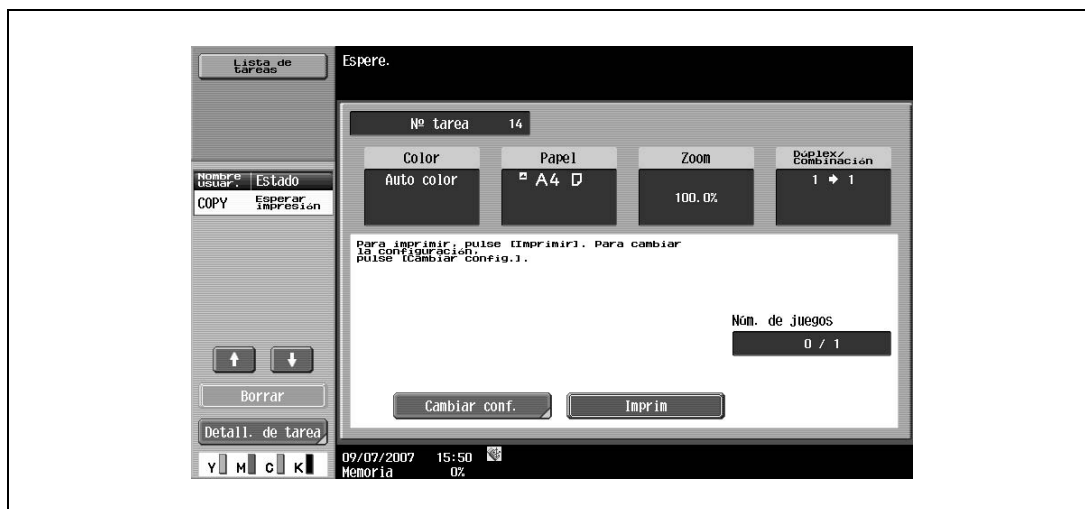 Lista de
tareas
Espere.
Nº tarea 14
Color
Papel
Zoom
Dúplex/
Combinación
Auto color
A4
100.0%
1 → 1
Nombre
usuar.
Estado
COPY
Esperar
impresión
Para imprimir, pulse [Imprimir]. Para cambiar
la configuración,
pulse [Cambiar config.].
Núm. de juegos
0 / 1
Borrar
Cambiar conf.
Imprim
Detall. de tarea
Y M C K
09/07/2007 15:50
Memoria 0%